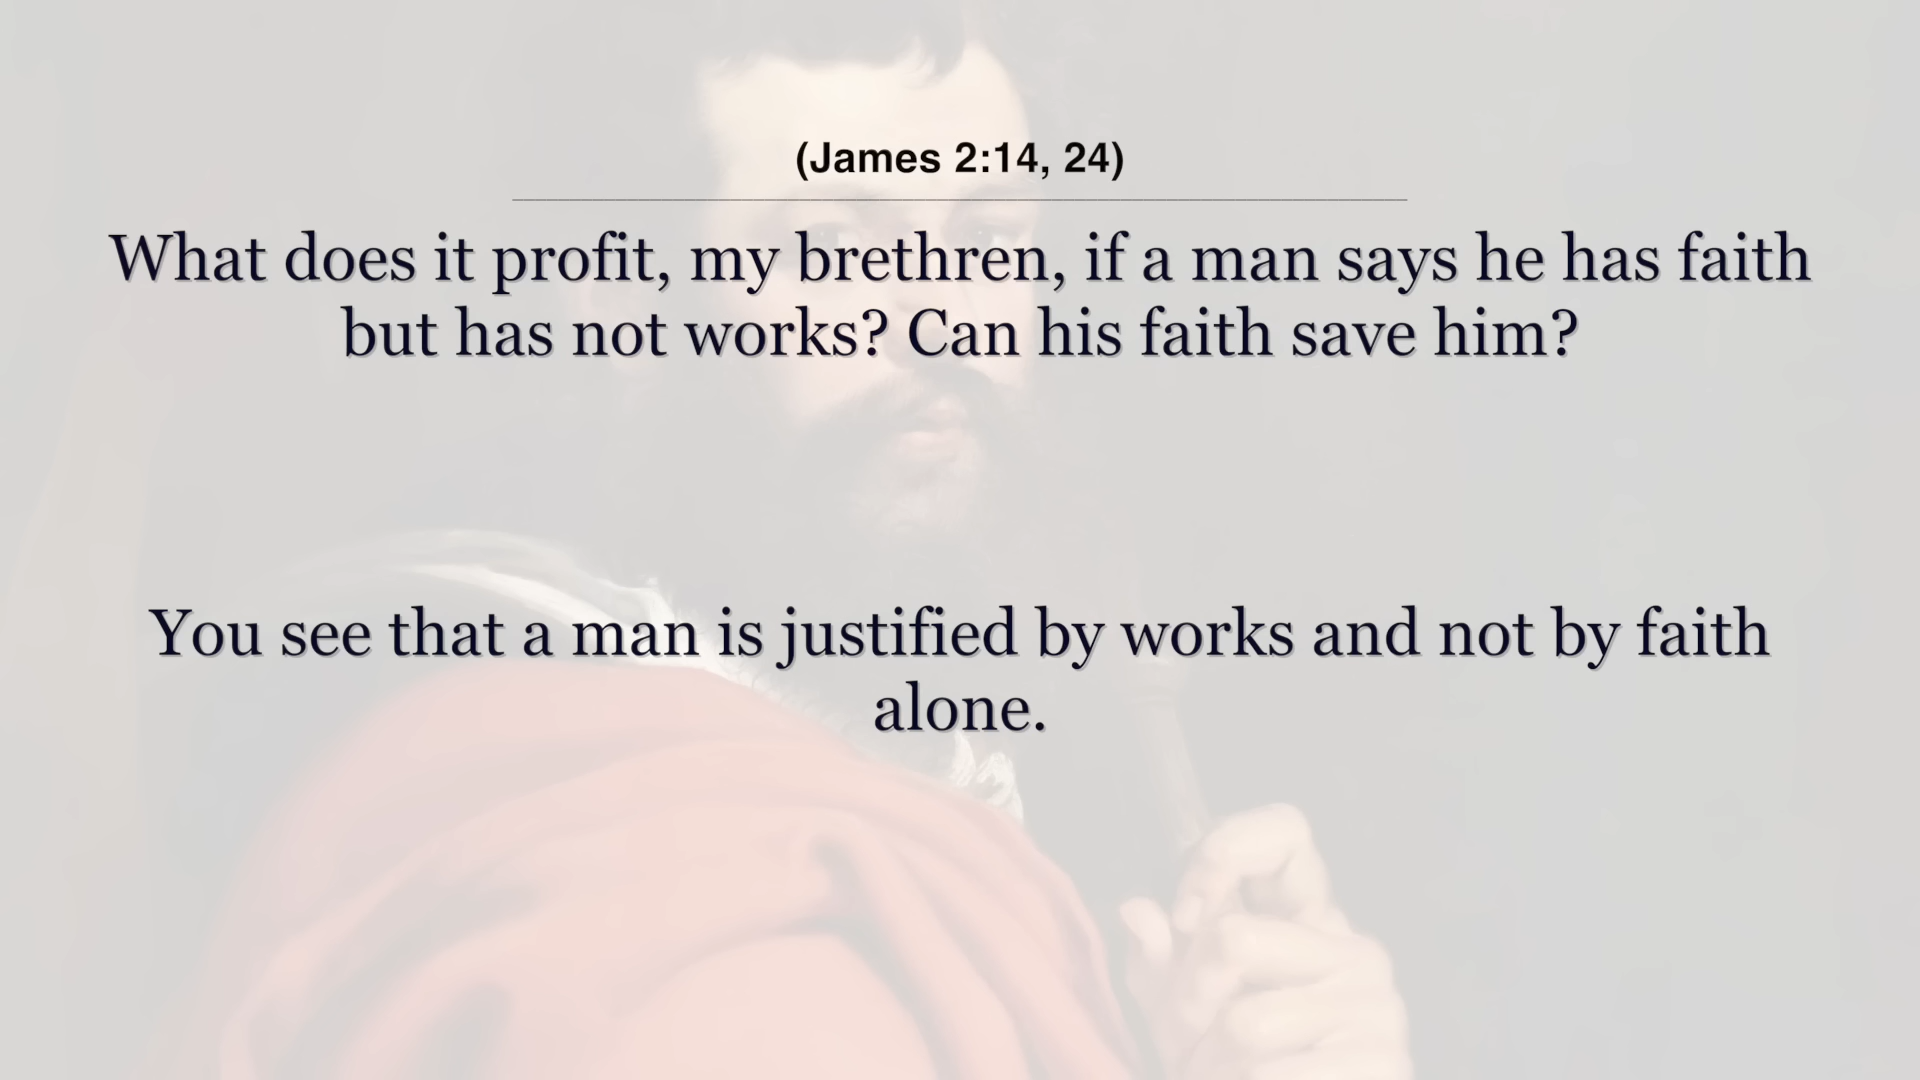 (James 2:14, 24)
What does it profit, my brethren, if a man says he has faith
but has not works? Can his faith save him?
You see that a man is justified by works and not by faith
alone.